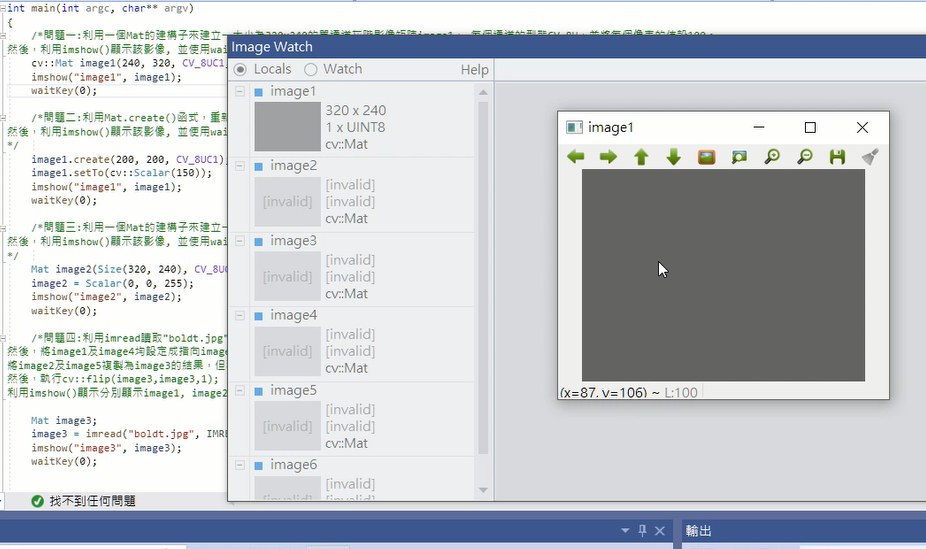 int main(int argc, char** argv)
{
/*問題一:利用一個Mat的建構子來建立一
然後，利用imshow()顯示該影像, 並使用wai
cv::Mat image1(240, 320, CV_8UC1
imshow("image1", image1);
waitKey(0);
/*問題二:利用Mat.create()函式，重新
然後，利用imshow()顯示該影像, 並使用wai
*/
image1.create(200, 200, CV_8UC1)
image1.setTo(cv::Scalar(150));
imshow("image1", image1);
waitKey(0);
/*問題三:利用一個Mat的建構子來建立一
然後，利用imshow()顯示該影像, 並使用wai
*/
Mat image2(Size(320, 240), CV_8UC
image2 = Scalar(0, 0, 255);
imshow("image2", image2);
waitKey(0);
/*問題四:利用imread讀取"boldt.jpg"
然後，將image1及image4均設定成指向image
將image2及image5複製為image3的結果，但
然後，執行cv::flip(image3,image3,1);
利用imshow()顯示分別顯示image1, image2
Mat image3;
image3 = imread("boldt.jpg", IMRE
imshow("image3", image3);
waitKey(0);
找不到任何問題
Image Watch
Locals Watch Help
image1
320 x 240
1 x UINT8
cv::Mat
image2
[invalid]
[invalid]
[invalid]
cv::Mat
image3
[invalid]
[invalid]
[invalid]
cv::Mat
image4
[invalid]
[invalid]
[invalid]
cv::Mat
image5
[invalid]
[invalid]
[invalid]
cv::Mat
image6
[invalid]
image1
(x=87, y=106) ~ L:100
輸出